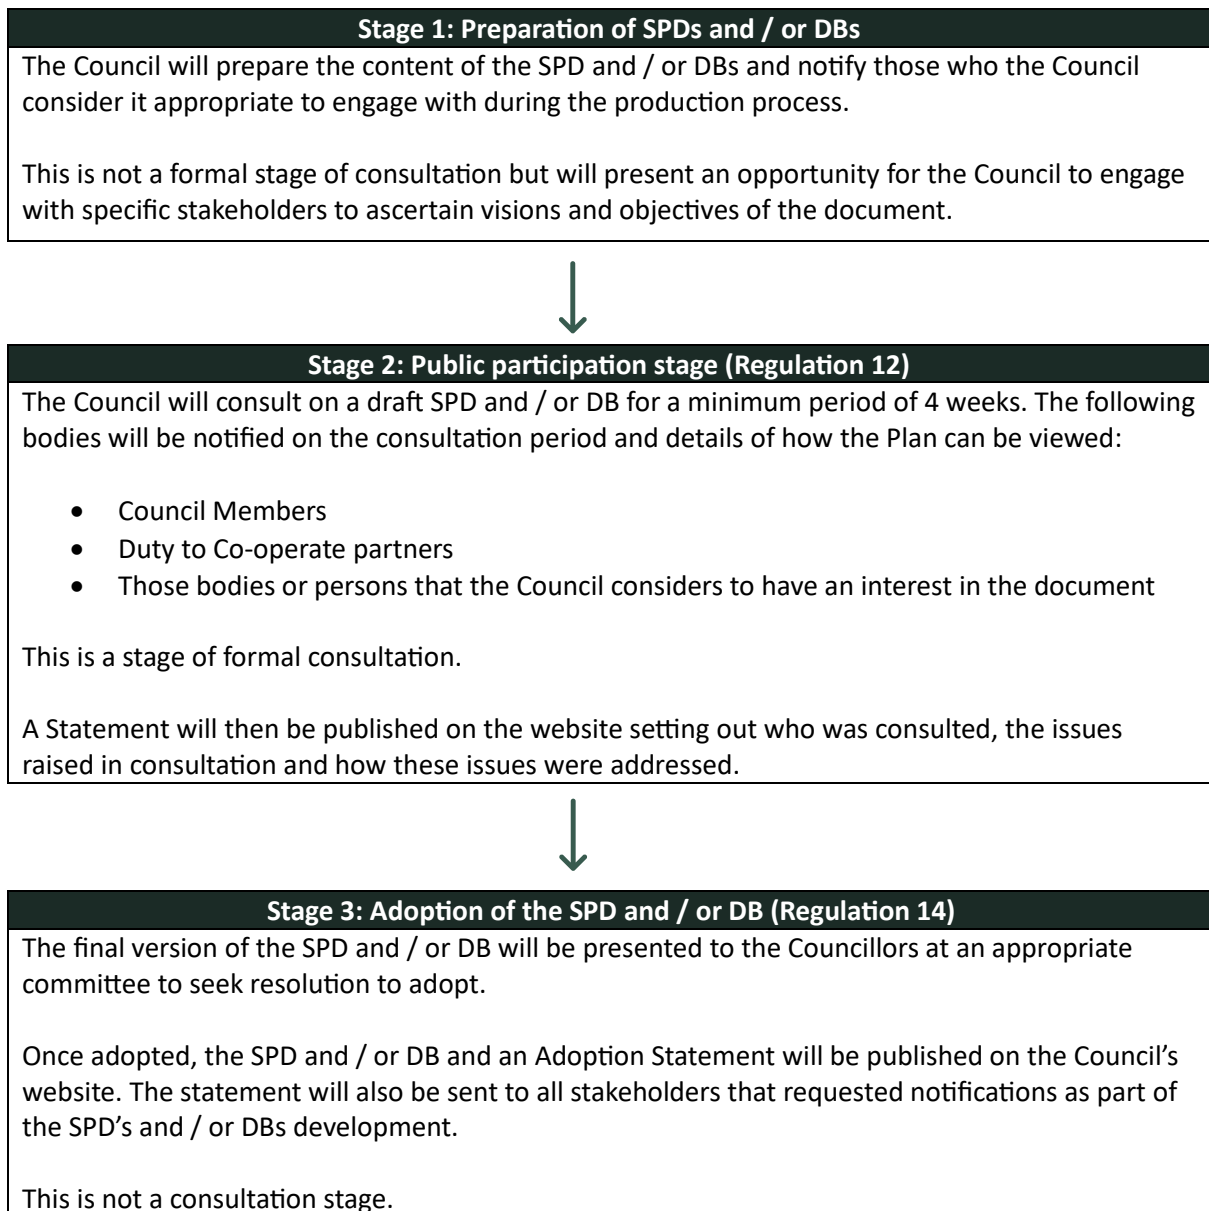 Stage 1: Preparation of SPDs and / or DBs
The Council will prepare the content of the SPD and / or DBs and notify those who the Council
consider it appropriate to engage with during the production process.
This is not a formal stage of consultation but will present an opportunity for the Council to engage
with specific stakeholders to ascertain visions and objectives of the document.
Stage 2: Public participation stage (Regulation 12)
The Council will consult on a draft SPD and / or DB for a minimum period of 4 weeks. The following
bodies will be notified on the consultation period and details of how the Plan can be viewed:
• Council Members
• Duty to Co-operate partners
• Those bodies or persons that the Council considers to have an interest in the document
This is a stage of formal consultation.
A Statement will then be published on the website setting out who was consulted, the issues
raised in consultation and how these issues were addressed.
Stage 3: Adoption of the SPD and / or DB (Regulation 14)
The final version of the SPD and / or DB will be presented to the Councillors at an appropriate
committee to seek resolution to adopt.
Once adopted, the SPD and / or DB and an Adoption Statement will be published on the Council’s
website. The statement will also be sent to all stakeholders that requested notifications as part of
the SPD’s and / or DBs development.
This is not a consultation stage.